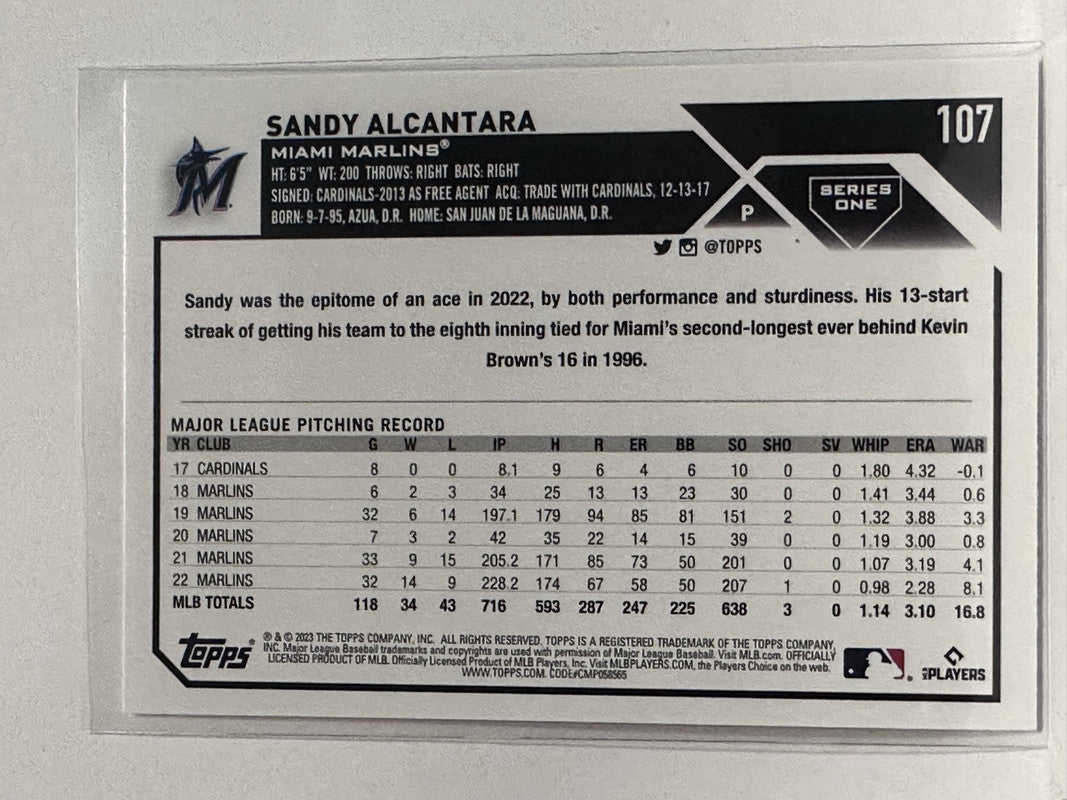 SANDY ALCANTARA
107
MIAMI MARLINS®
HT: 6'5" WT: 200 THROWS: RIGHT BATS: RIGHT
SIGNED: CARDINALS-2013 AS FREE AGENT ACQ: TRADE WITH CARDINALS, 12-13-17
BORN: 9-7-95, AZUA, D.R. HOME: SAN JUAN DE LA MAGUANA, D.R.
P
SERIES
ONE
@TOPPS
Sandy was the epitome of an ace in 2022, by both performance and sturdiness. His 13-start
streak of getting his team to the eighth inning tied for Miami's second-longest ever behind Kevin
Brown's 16 in 1996.
MAJOR LEAGUE PITCHING RECORD
YR CLUB G W L IP H R ER BB SO SHO SV WHIP ERA WAR
17 CARDINALS 8 0 0 8.1 9 6 4 6 10 0 0 1.80 4.32 -0.1
18 MARLINS 6 2 3 34 25 13 13 23 30 0 0 1.41 3.44 0.6
19 MARLINS 32 6 14 197.1 179 94 85 81 151 2 0 1.32 3.88 3.3
20 MARLINS 7 3 2 42 35 22 14 15 39 0 0 1.19 3.00 0.8
21 MARLINS 33 9 15 205.2 171 85 73 50 201 0 0 1.07 3.19 4.1
22 MARLINS 32 14 9 228.2 174 67 58 50 207 1 0 0.98 2.28 8.1
MLB TOTALS 118 34 43 716 593 287 247 225 638 3 0 1.14 3.10 16.8
Topps®
® & © 2023 THE TOPPS COMPANY, INC. ALL RIGHTS RESERVED. TOPPS IS A REGISTERED TRADEMARK OF THE TOPPS COMPANY,
INC. Major League Baseball trademarks and copyrights are used with permission of Major League Baseball. Visit MLB.com. OFFICIALLY
LICENSED PRODUCT OF MLB. Officially Licensed Product of MLB Players, Inc. Visit MLBPLAYERS.COM, the Players Choice on the web.
WWW.TOPPS.COM. CODE#CMP058565
MLB PLAYERS